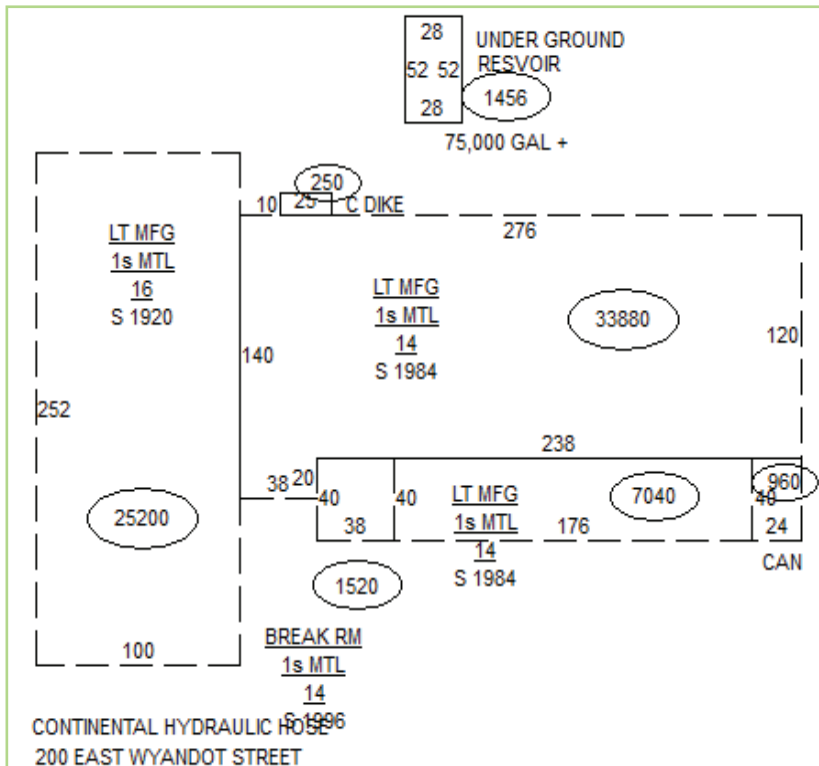 28
UNDER GROUND
RESVOIR
52 52
1456
28
75,000 GAL +
250
10 25 C DIKE
276
LT MFG
1s MTL
16
S 1920
LT MFG
1s MTL
14
S 1984
33880
120
140
252
238
38 20
40
40
LT MFG
1s MTL
14
S 1984
7040
960
40
25200
38
176
24
CAN
1520
100
BREAK RM
1s MTL
14
S 1996
CONTINENTAL HYDRAULIC HOSE
200 EAST WYANDOT STREET